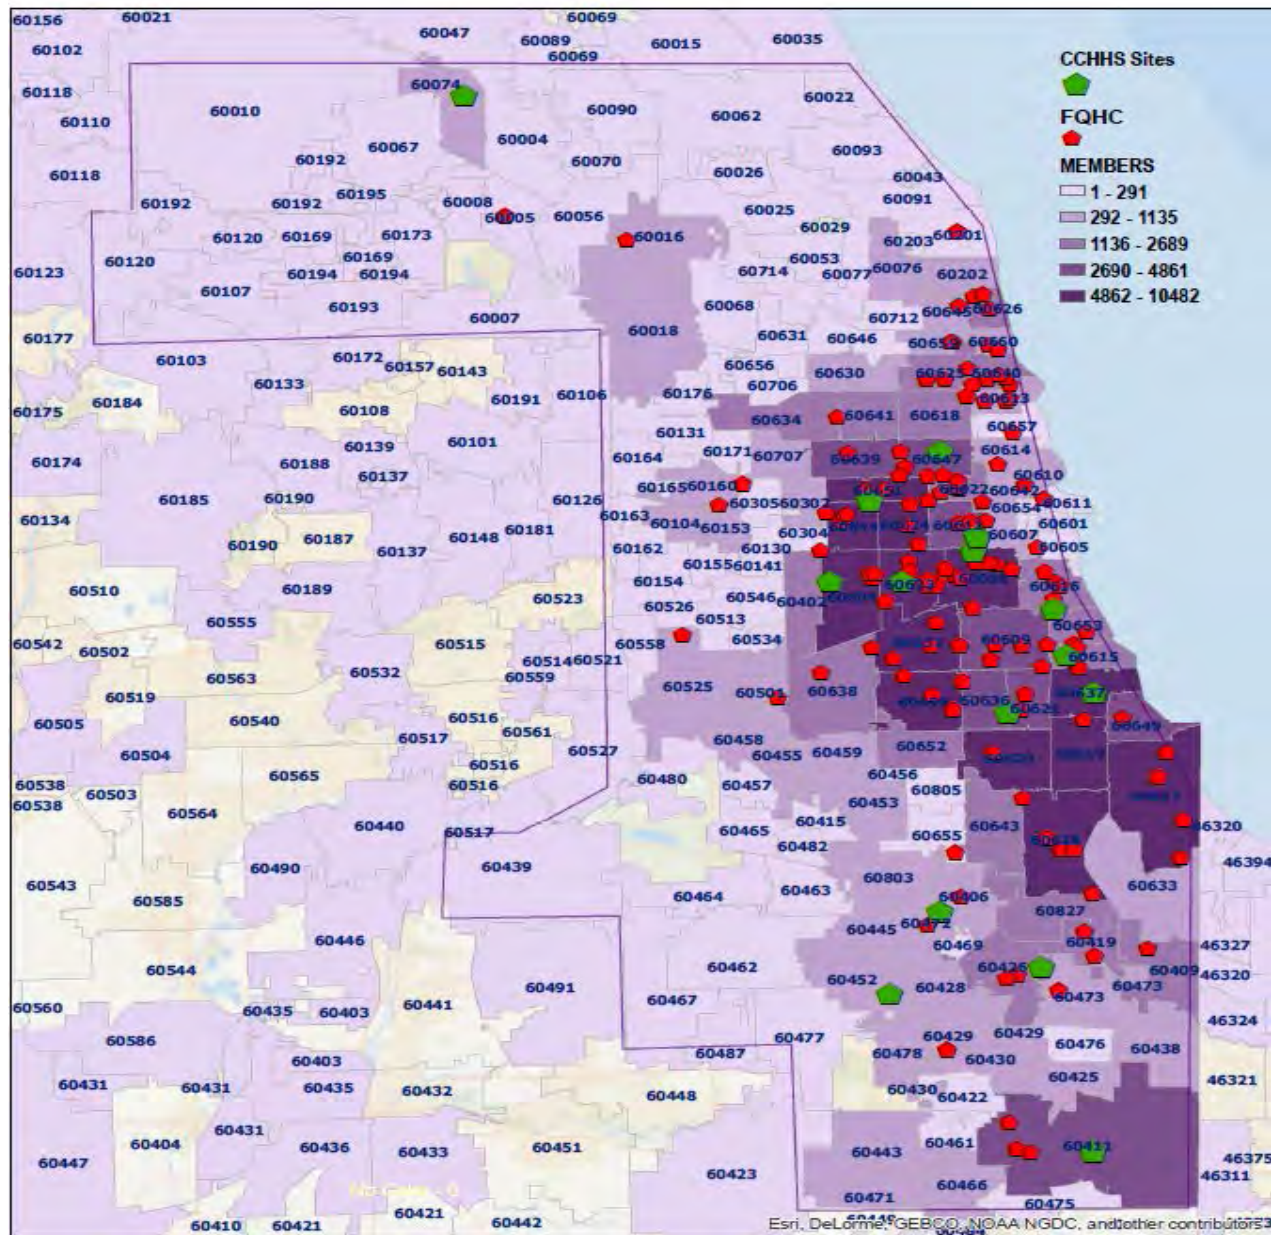 60156 60021 60069
60047 60089 60015 60035
60102 60069
CCHHS Sites
60118 60074
60110 60010 60090 60062 60022
FQHC
60004
60192 60067 60070 60093
MEMBERS
60118 60026 60043
1 - 291
60192 60192 60195 60008 60005 60056 60025 60091
292 - 1135
60120 60169 60173 60016 60029 60203 60201
1136 - 2689
60123 60120 60169 60053
60194 60194 60714 60077 60076 60202
2690 - 4861
60107
4862 - 10482
60193 60007 60068 60712 60645 60626
60177 60018 60631 60646 60660
60103 60172 60157 60143 60656 60630 60625 60640
60133 60706
60175 60184 60108 60191 60106 60176 60634 60641 60618 60613
60139 60101 60131 60657
60174 60188 60164 60171 60707 60639 60647 60614
60137
60185 60190 60126 60165 60160 60305 60302 60651 60622 60642 60610 60611
60134 60163 60104 60153 60304 60654 60601
60190 60187 60148 60181 60607 60605
60137 60162 60130
60510 60189 60154 60155 60141 60616
60523 60526 60546 60402
60555 60513 60653
60542 60502 60515 60558 60534 60609 60615
60563 60532 60514 60521
60519 60559 60525 60501 60638 60636 60637
60505 60540 60516 60621 60649
60504 60517 60561 60527 60458 60455 60459 60652
60565 60516
60538 60503 60516 60480 60457 60456 60805
60538 60564 60440 60517 60465 60415 60453 60655 60643 46320
60543 60490 60439 60482 60803 46394
60585 60464 60463 60406 60827 60633
60446 60445 60472 60419 46327
60544 60462 60469 60409
60560 60435 60403 60441 60491 60467 60452 60428 60426 60473 60473 46320
60586 60403 60487 60477 60478 60429 60429 60476 60438 46324
60431 60431 60435 60432 60448 60430 60430 60425 46321
60404 60431 60436 60433 60451 60422
60447 60423 60443 60461 60411 46375
60471 60466 46311
60410 60421 60421 60442 60475
Esri, DeLorme, GEBCO, NOAA NGDC, and other contributors